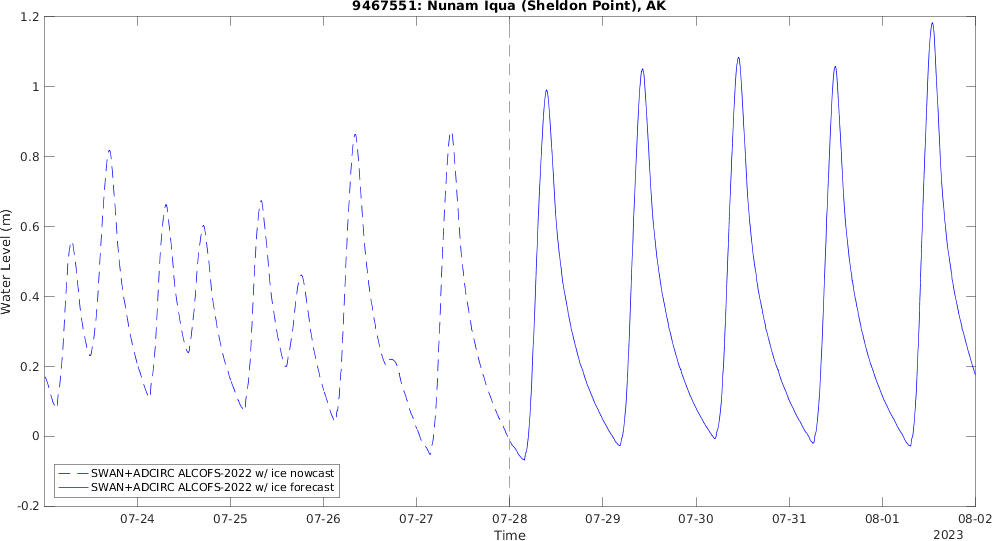 9467551: Nunam Iqua (Sheldon Point), AK
Water Level (m)
1.2
1
0.8
0.6
0.4
0.2
0
-0.2
SWAN+ADCIRC ALCOFS-2022 w/ ice nowcast
SWAN+ADCIRC ALCOFS-2022 w/ ice forecast
07-24 07-25 07-26 07-27 07-28 07-29 07-30 07-31 08-01 08-02
Time
2023